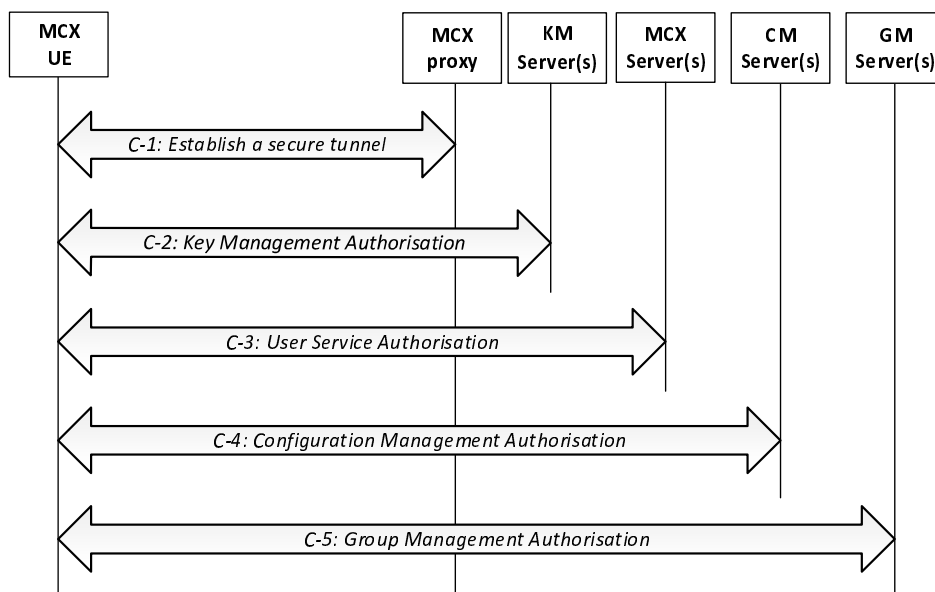 MCX
UE
MCX
proxy
KM
Server(s)
MCX
Server(s)
CM
Server(s)
GM
Server(s)
C-1: Establish a secure tunnel
C-2: Key Management Authorisation
C-3: User Service Authorisation
C-4: Configuration Management Authorisation
C-5: Group Management Authorisation